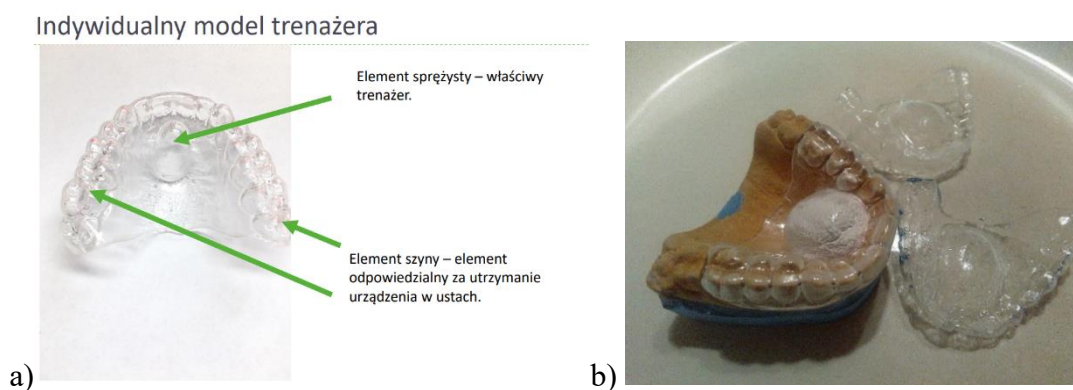 Indywidualny model trenażera
Element sprężysty – właściwy
trenażer.
Element szyny – element
odpowiedzialny za utrzymanie
urządzenia w ustach.
a)
b)